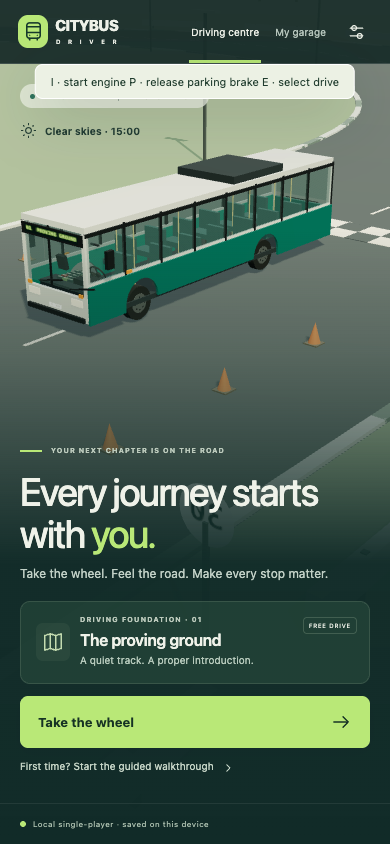 CITYBUS
DRIVER
Driving centre
My garage
I · start engine P · release parking brake E · select drive
Clear skies · 15:00
YOUR NEXT CHAPTER IS ON THE ROAD
Every journey starts
with you.
Take the wheel. Feel the road. Make every stop matter.
DRIVING FOUNDATION · 01
FREE DRIVE
The proving ground
A quiet track. A proper introduction.
Take the wheel
First time? Start the guided walkthrough
Local single-player · saved on this device